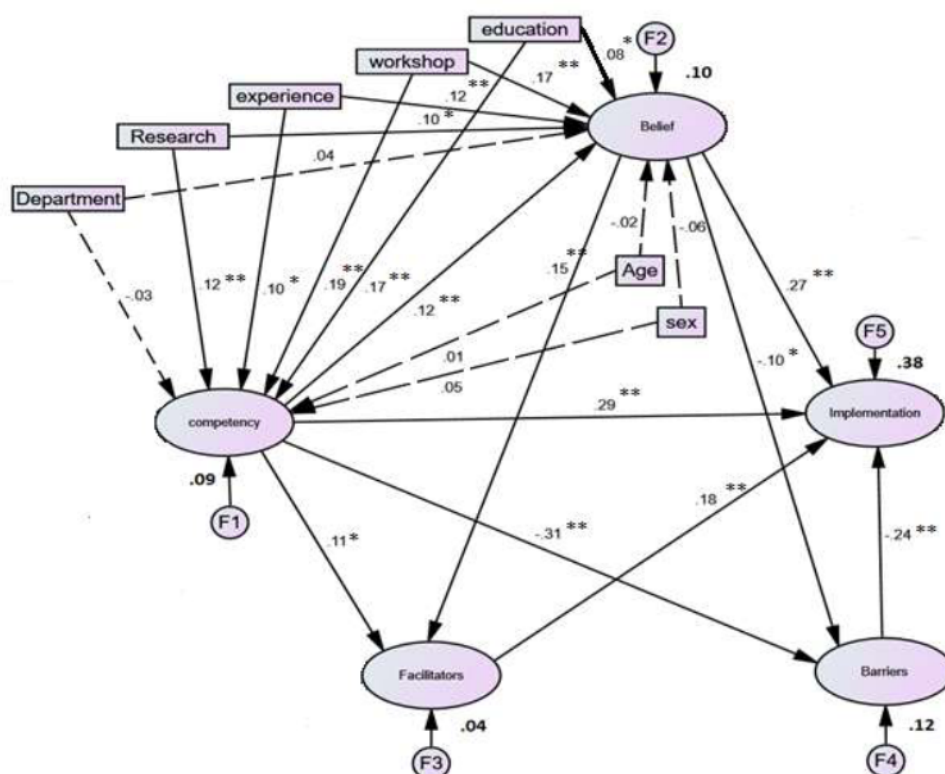 education
.08 *
F2
.10
workshop
.17 **
Belief
experience
.12 **
Research
.10 *
.04
Department
-.03
.12 **
.10 *
.19 **
.17 **
.12 **
.15 **
-.02
-.06
Age
sex
.27 **
-.10 *
.01
.05
F5
.38
competency
.29 **
Implementation
.09
F1
.11 *
-.31 **
.18 **
-.24 **
Facilitators
Barriers
.04
.12
F3
F4